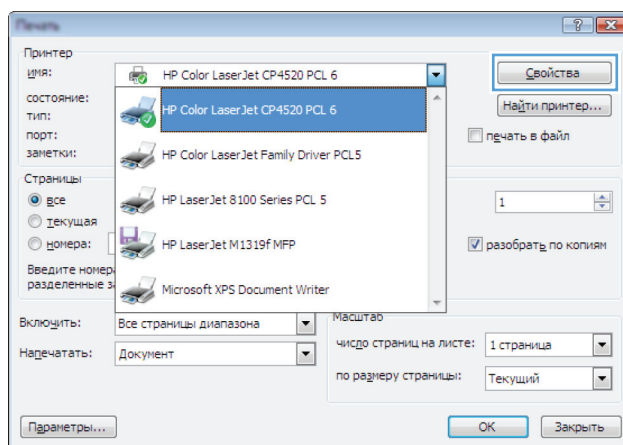 Принтер
имя: HP Color LaserJet CP4520 PCL 6 Свойства
состояние: HP Color LaserJet CP4520 PCL 6 Найти принтер...
тип:
порт: HP Color LaserJet Family Driver PCL5 печать в файл
заметки:
Страницы
все HP LaserJet 8100 Series PCL 5 1
текущая
номера: HP LaserJet M1319f MFP разобрать по копиям
Введите номер
разделенные з Microsoft XPS Document Writer
Включить: Все страницы диапазона Масштаб
Напечатать: Документ число страниц на листе: 1 страница
по размеру страницы: Текущий
Параметры... OK Закрыть